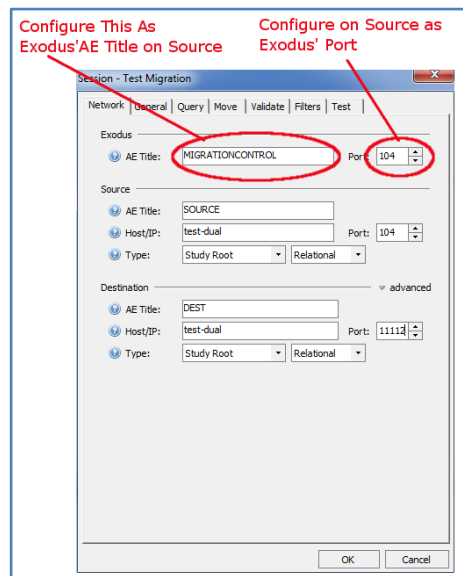 Configure This As
Exodus'AE Title on Source
Configure on Source as
Exodus' Port
Session - Test Migration
Network General Query Move Validate Filters Test
Exodus
AE Title: MIGRATIONCONTROL Port: 104
Source
AE Title: SOURCE
Host/IP: test-dual Port: 104
Type: Study Root Relational
Destination advanced
AE Title: DEST
Host/IP: test-dual Port: 11112
Type: Study Root Relational
OK Cancel